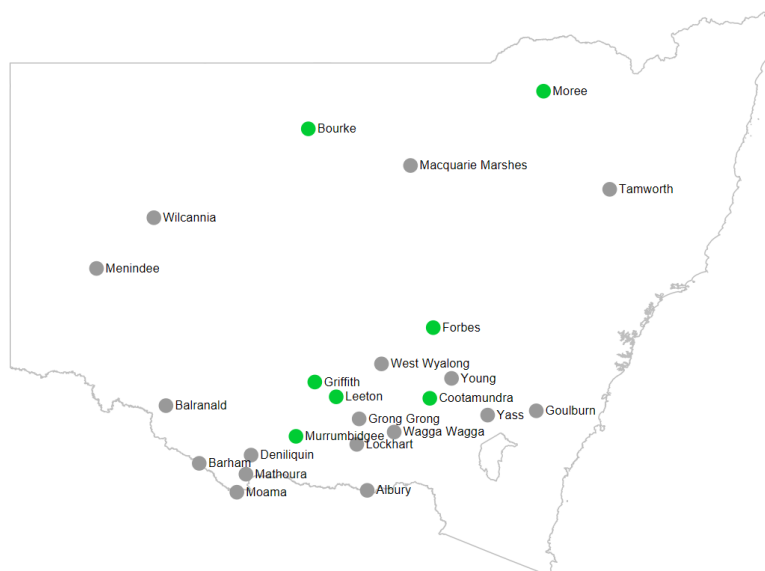 Moree
Bourke
Macquarie Marshes
Tamworth
Wilcannia
Menindee
Forbes
West Wyalong
Young
Griffith
Leeton
Cootamundra
Balranald
Goulburn
Yass
Grong Grong
Wagga Wagga
Murrumbidgee
Lockhart
Deniliquin
Barham
Mathoura
Albury
Moama